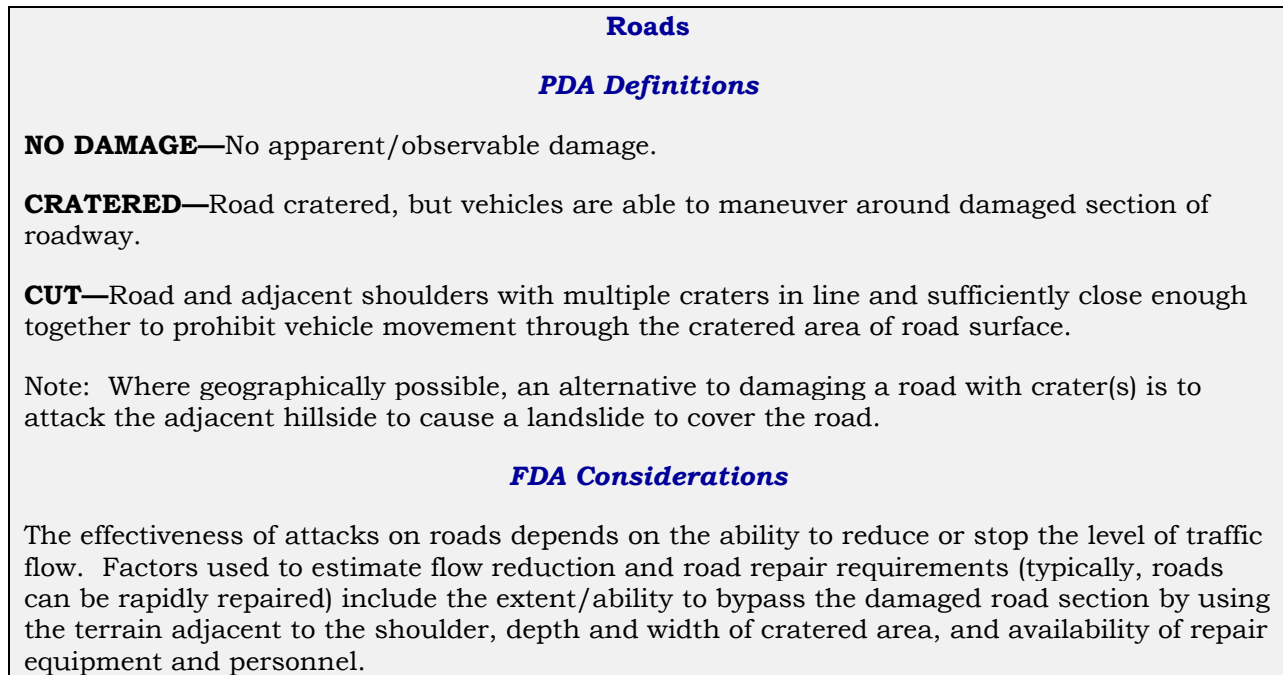 Roads
PDA Definitions
NO DAMAGE—No apparent/observable damage.
CRATERED—Road cratered, but vehicles are able to maneuver around damaged section of
roadway.
CUT—Road and adjacent shoulders with multiple craters in line and sufficiently close enough
together to prohibit vehicle movement through the cratered area of road surface.
Note:  Where geographically possible, an alternative to damaging a road with crater(s) is to
attack the adjacent hillside to cause a landslide to cover the road.
FDA Considerations
The effectiveness of attacks on roads depends on the ability to reduce or stop the level of traffic
flow.  Factors used to estimate flow reduction and road repair requirements (typically, roads
can be rapidly repaired) include the extent/ability to bypass the damaged road section by using
the terrain adjacent to the shoulder, depth and width of cratered area, and availability of repair
equipment and personnel.